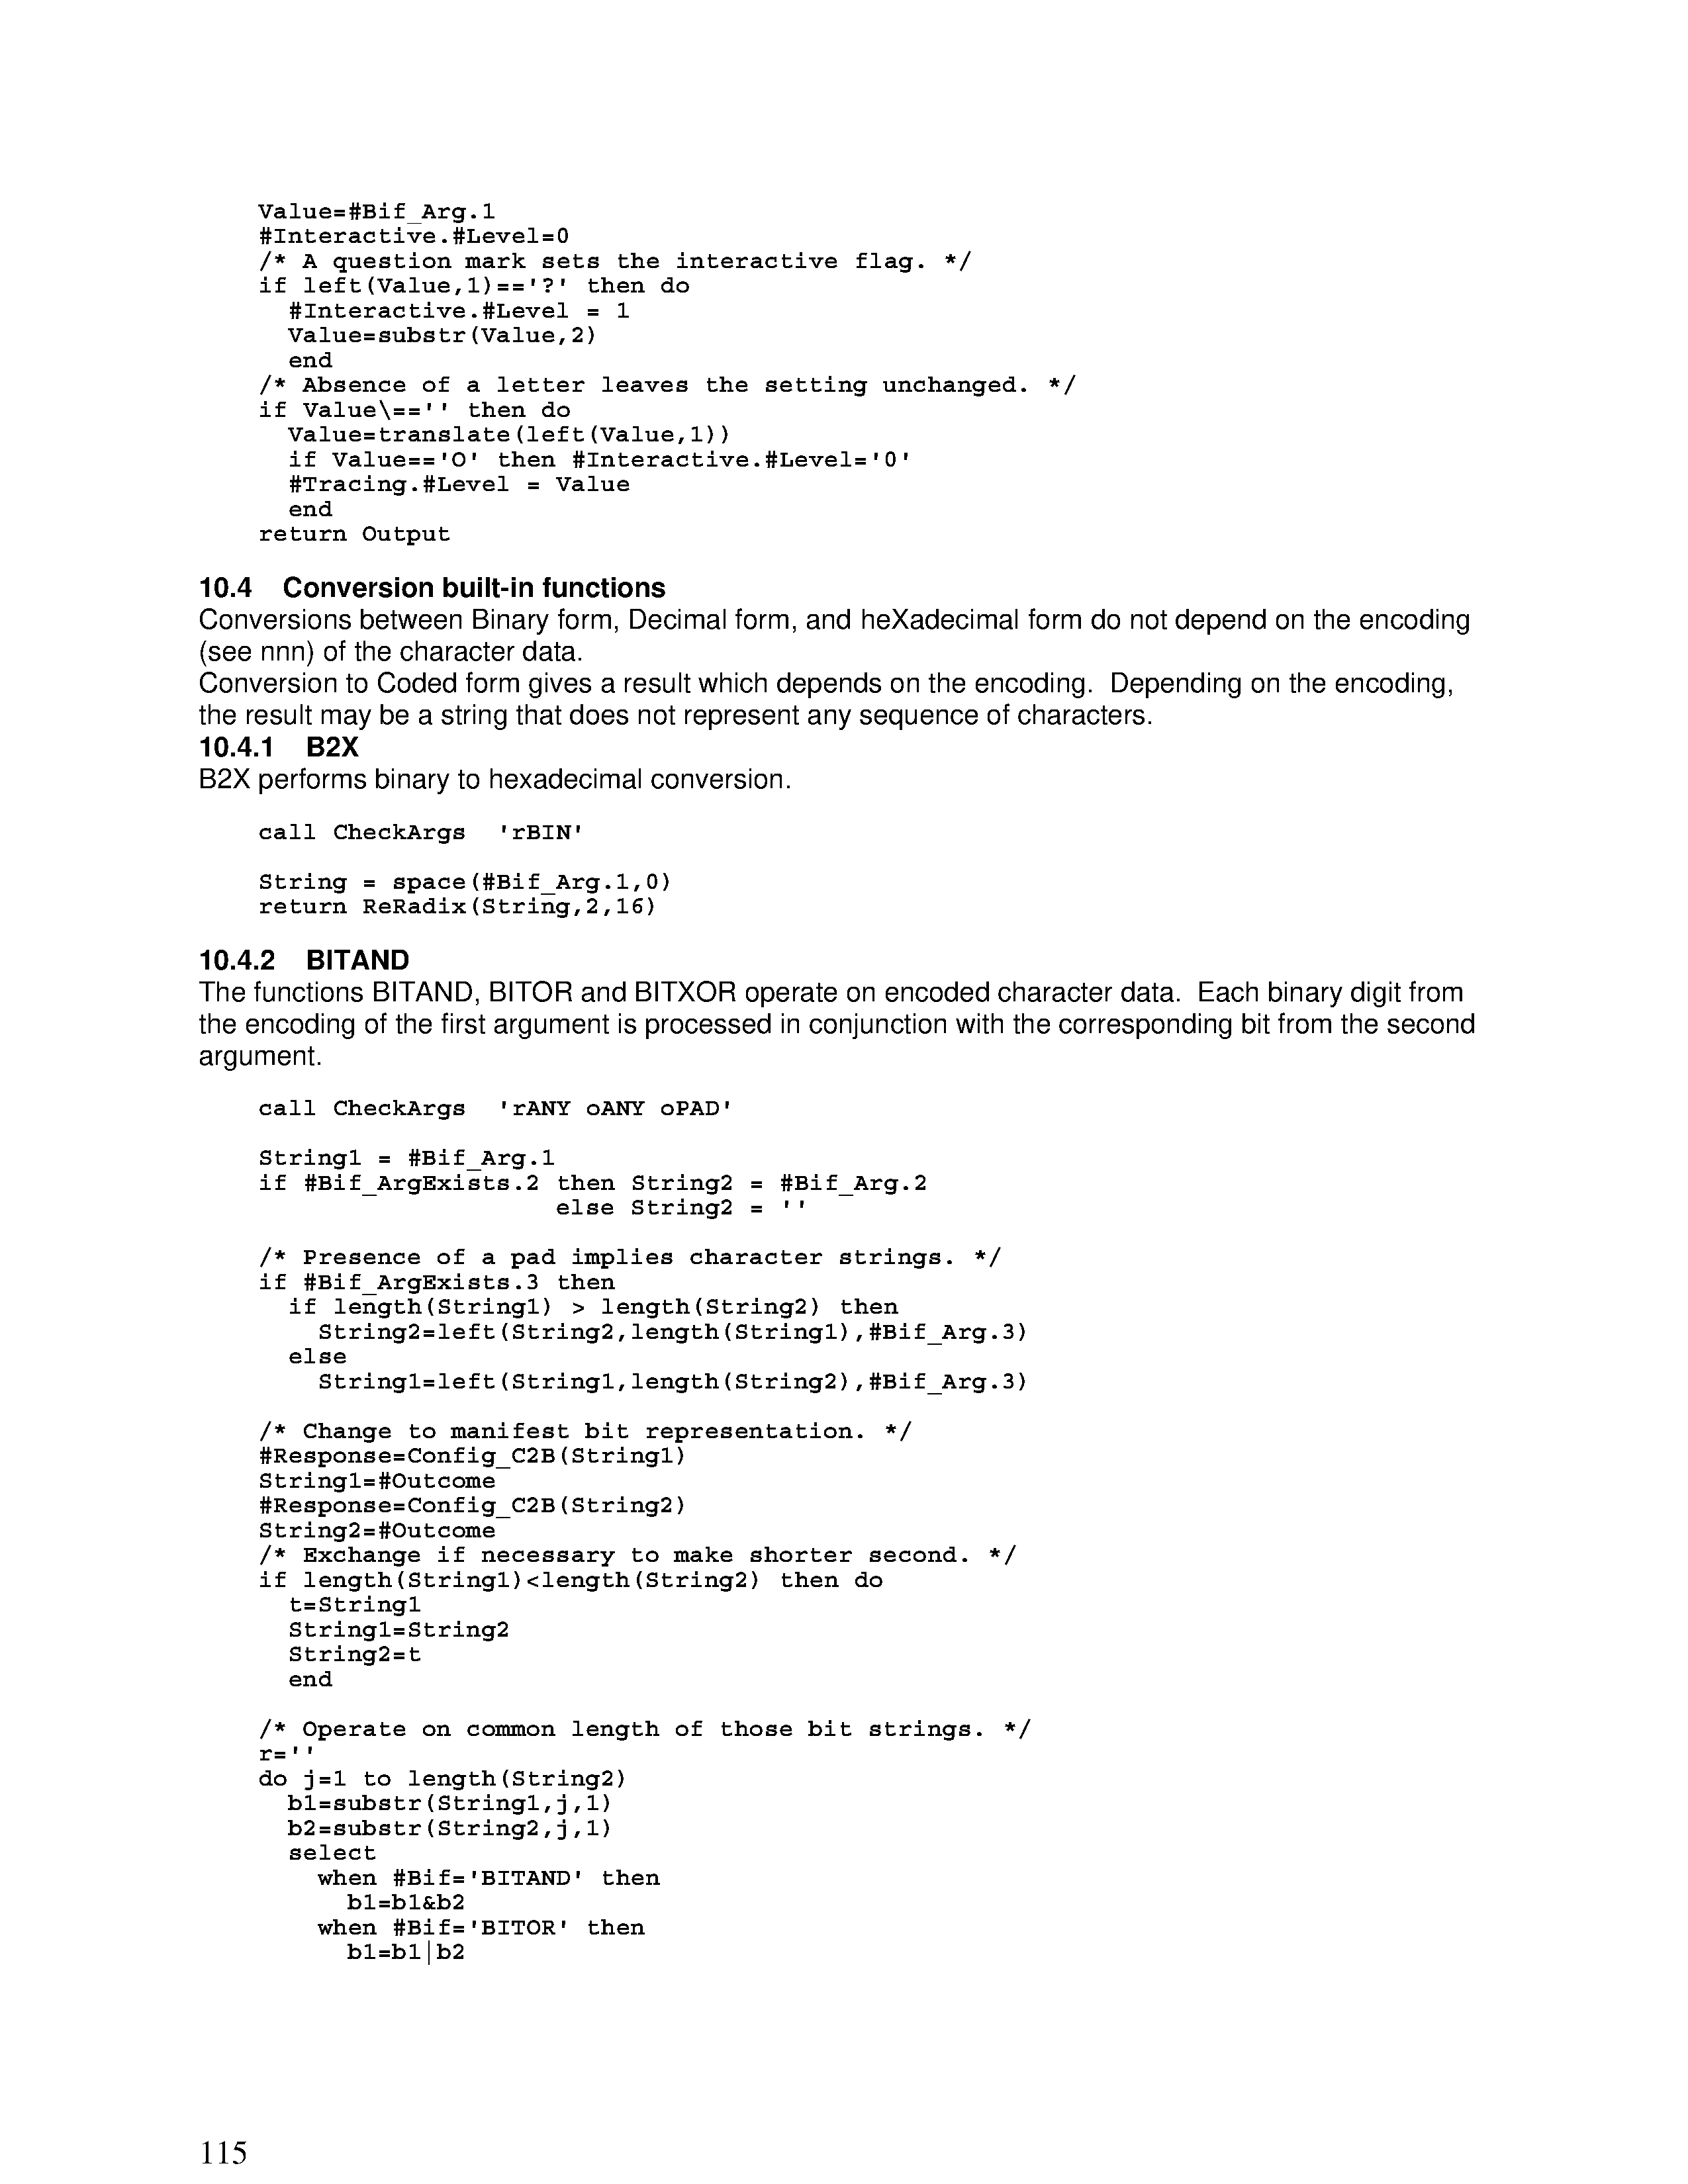 Value=#Bif_Arg.1
#Interactive.#Level=0
/* A question mark sets the interactive flag. */
if left(Value,1)=='?' then do
  #Interactive.#Level = 1
  Value=substr(Value,2)
  end
/* Absence of a letter leaves the setting unchanged. */
if Value\=='' then do
  Value=translate(left(Value,1))
  if Value=='O' then #Interactive.#Level='0'
  #Tracing.#Level = Value
  end
return Output
10.4 Conversion built-in functions
Conversions between Binary form, Decimal form, and heXadecimal form do not depend on the encoding
(see nnn) of the character data.
Conversion to Coded form gives a result which depends on the encoding. Depending on the encoding,
the result may be a string that does not represent any sequence of characters.
10.4.1 B2X
B2X performs binary to hexadecimal conversion.
call CheckArgs  'rBIN'
String = space(#Bif_Arg.1,0)
return ReRadix(String,2,16)
10.4.2 BITAND
The functions BITAND, BITOR and BITXOR operate on encoded character data. Each binary digit from
the encoding of the first argument is processed in conjunction with the corresponding bit from the second
argument.
call CheckArgs  'rANY oANY oPAD'
String1 = #Bif_Arg.1
if #Bif_ArgExists.2 then String2 = #Bif_Arg.2
                    else String2 = ''
/* Presence of a pad implies character strings. */
if #Bif_ArgExists.3 then
  if length(String1) > length(String2) then
    String2=left(String2,length(String1),#Bif_Arg.3)
  else
    String1=left(String1,length(String2),#Bif_Arg.3)
/* Change to manifest bit representation. */
#Response=Config_C2B(String1)
String1=#Outcome
#Response=Config_C2B(String2)
String2=#Outcome
/* Exchange if necessary to make shorter second. */
if length(String1)<length(String2) then do
  t=String1
  String1=String2
  String2=t
  end
/* Operate on common length of those bit strings. */
r=''
do j=1 to length(String2)
  b1=substr(String1,j,1)
  b2=substr(String2,j,1)
  select
    when #Bif='BITAND' then
      b1=b1&b2
    when #Bif='BITOR' then
      b1=b1|b2
115